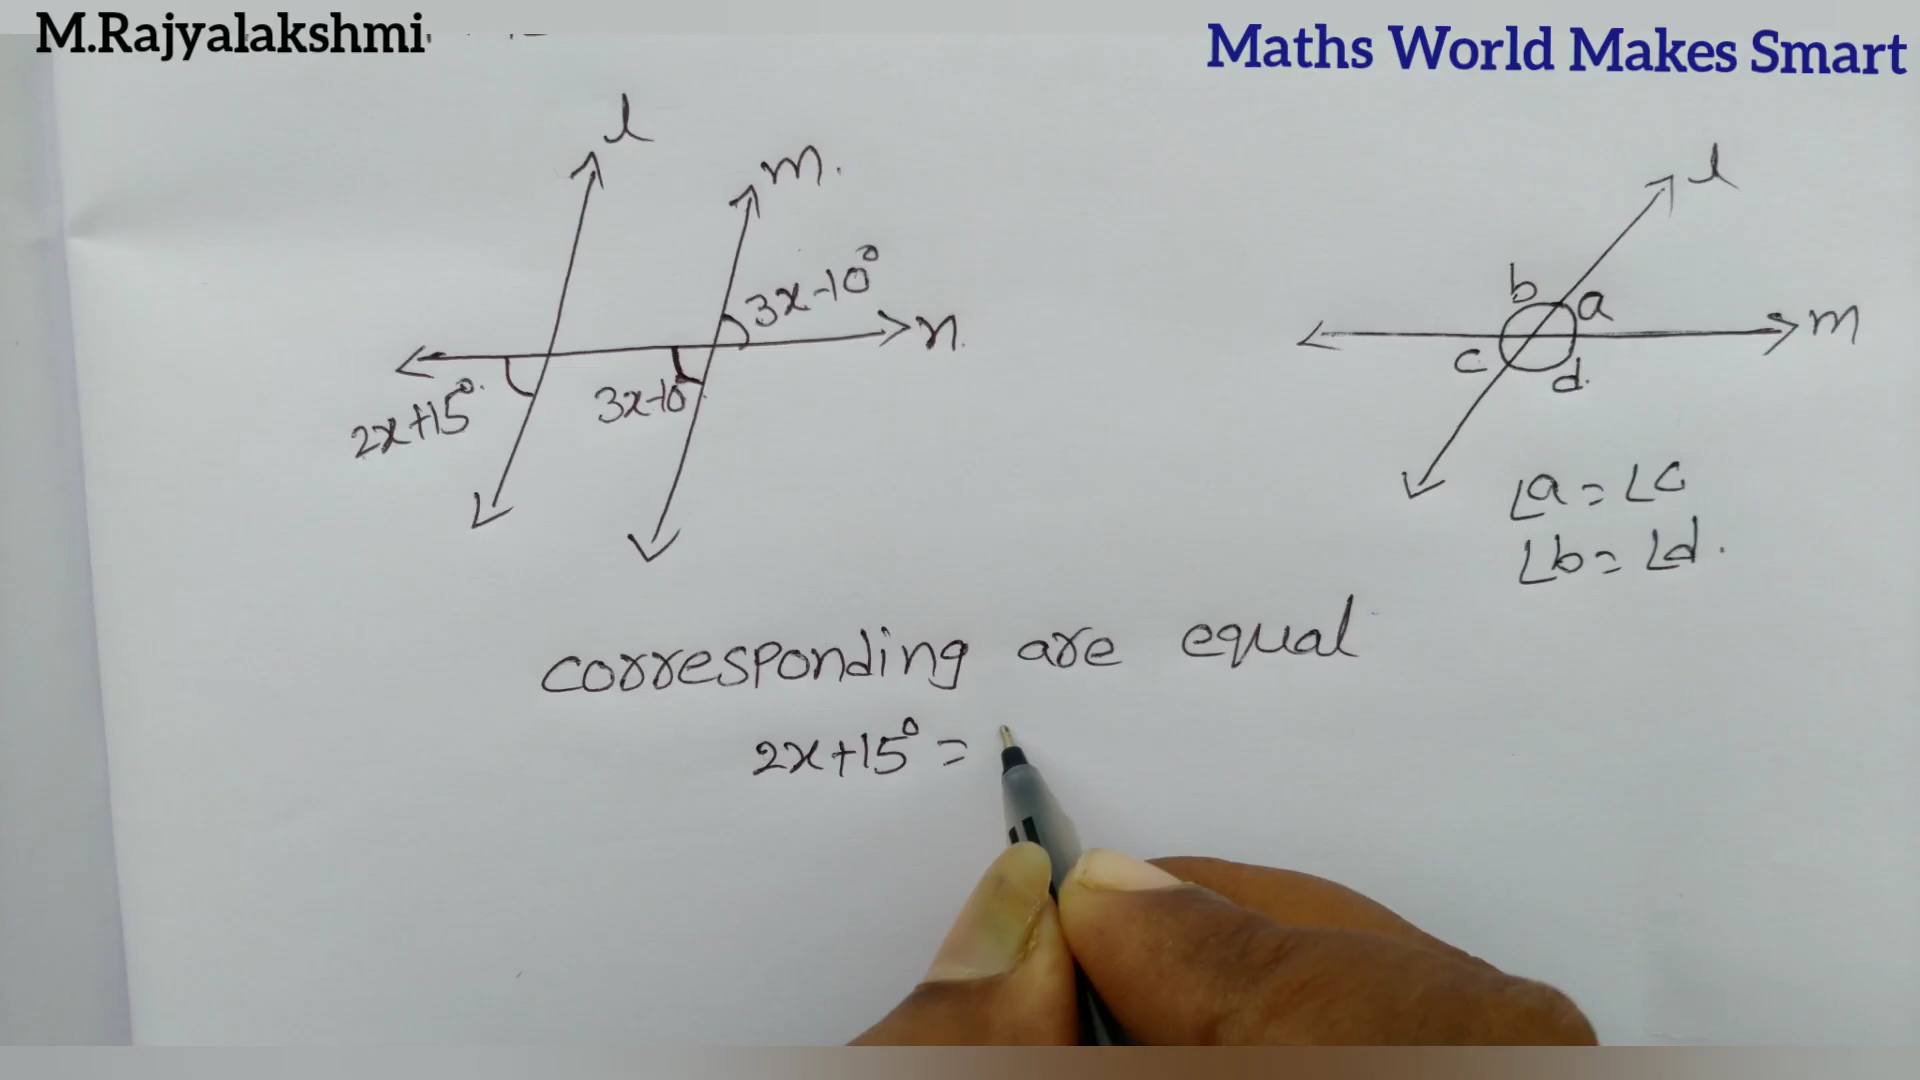 M.Rajyalakshmi
Maths World Makes Smart
l
m.
3x-10°
n.
2x+15°
3x-10°
l
b
a
m
c
d.
∠a = ∠c
∠b = ∠d.
corresponding are equal
2x+15° =